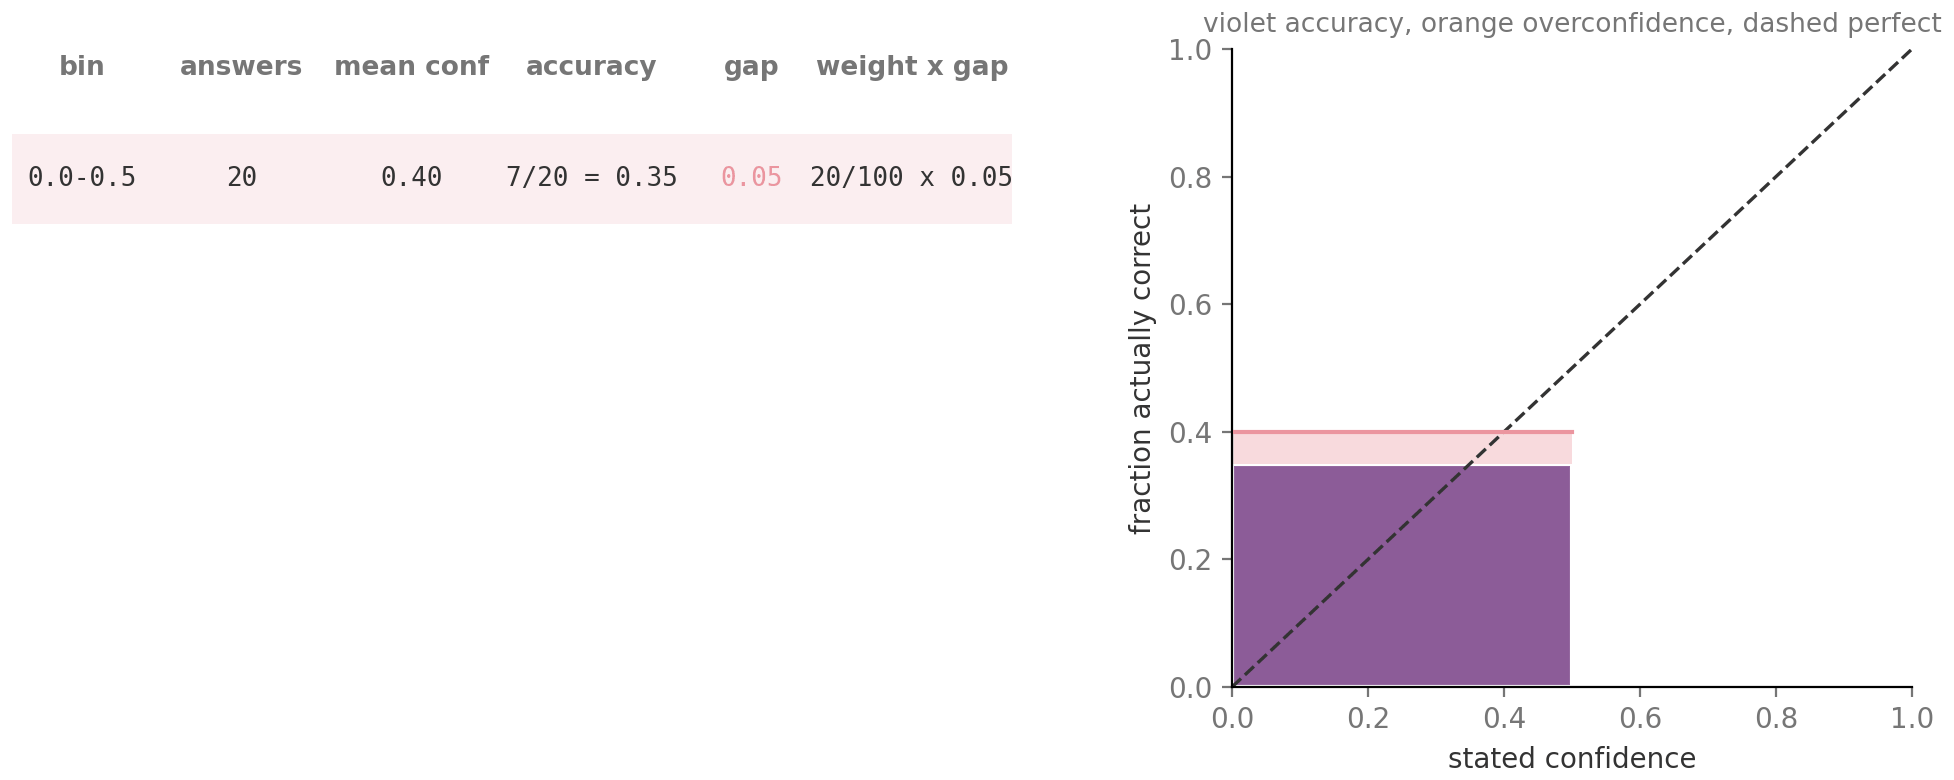 bin answers mean conf accuracy gap weight x gap
0.0-0.5 20 0.40 7/20 = 0.35 0.05 20/100 x 0.05
violet accuracy, orange overconfidence, dashed perfect
1.0
0.8
0.6
0.4
0.2
0.0
fraction actually correct
0.0 0.2 0.4 0.6 0.8 1.0
stated confidence